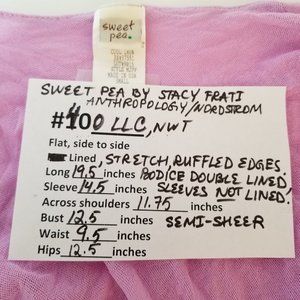 sweet
pea.
SWEET PEA BY STACY FRATI
ANTHROPOLOGY/NORDSTROM
#400 LLC, NWT
Flat, side to side
Lined, STRETCH, RUFFLED EDGES
Long 19.5 inches BODICE DOUBLE LINED
Sleeve 14.5 inches SLEEVES NOT LINED!
Across shoulders 11.75 inches
Bust 12.5 inches SEMI-SHEER
Waist 9.5 inches
Hips 12.5 inches